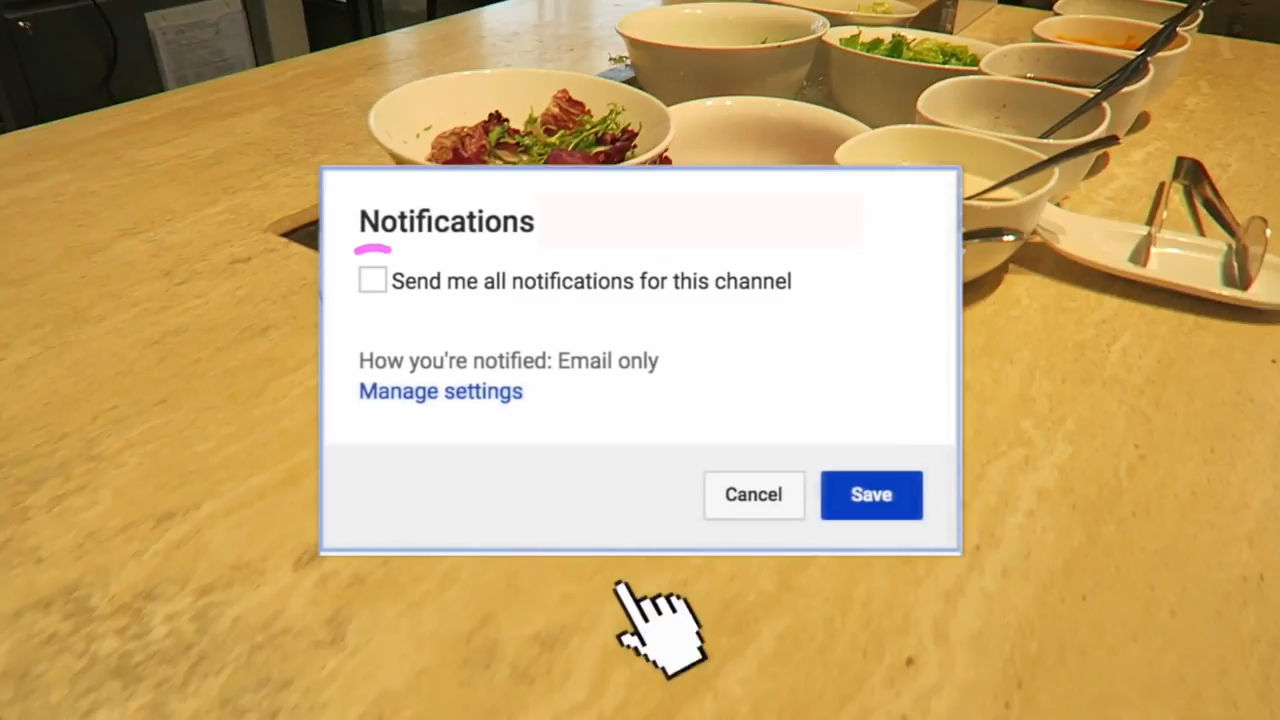 Notifications
Send me all notifications for this channel
How you're notified: Email only
Manage settings
Cancel
Save